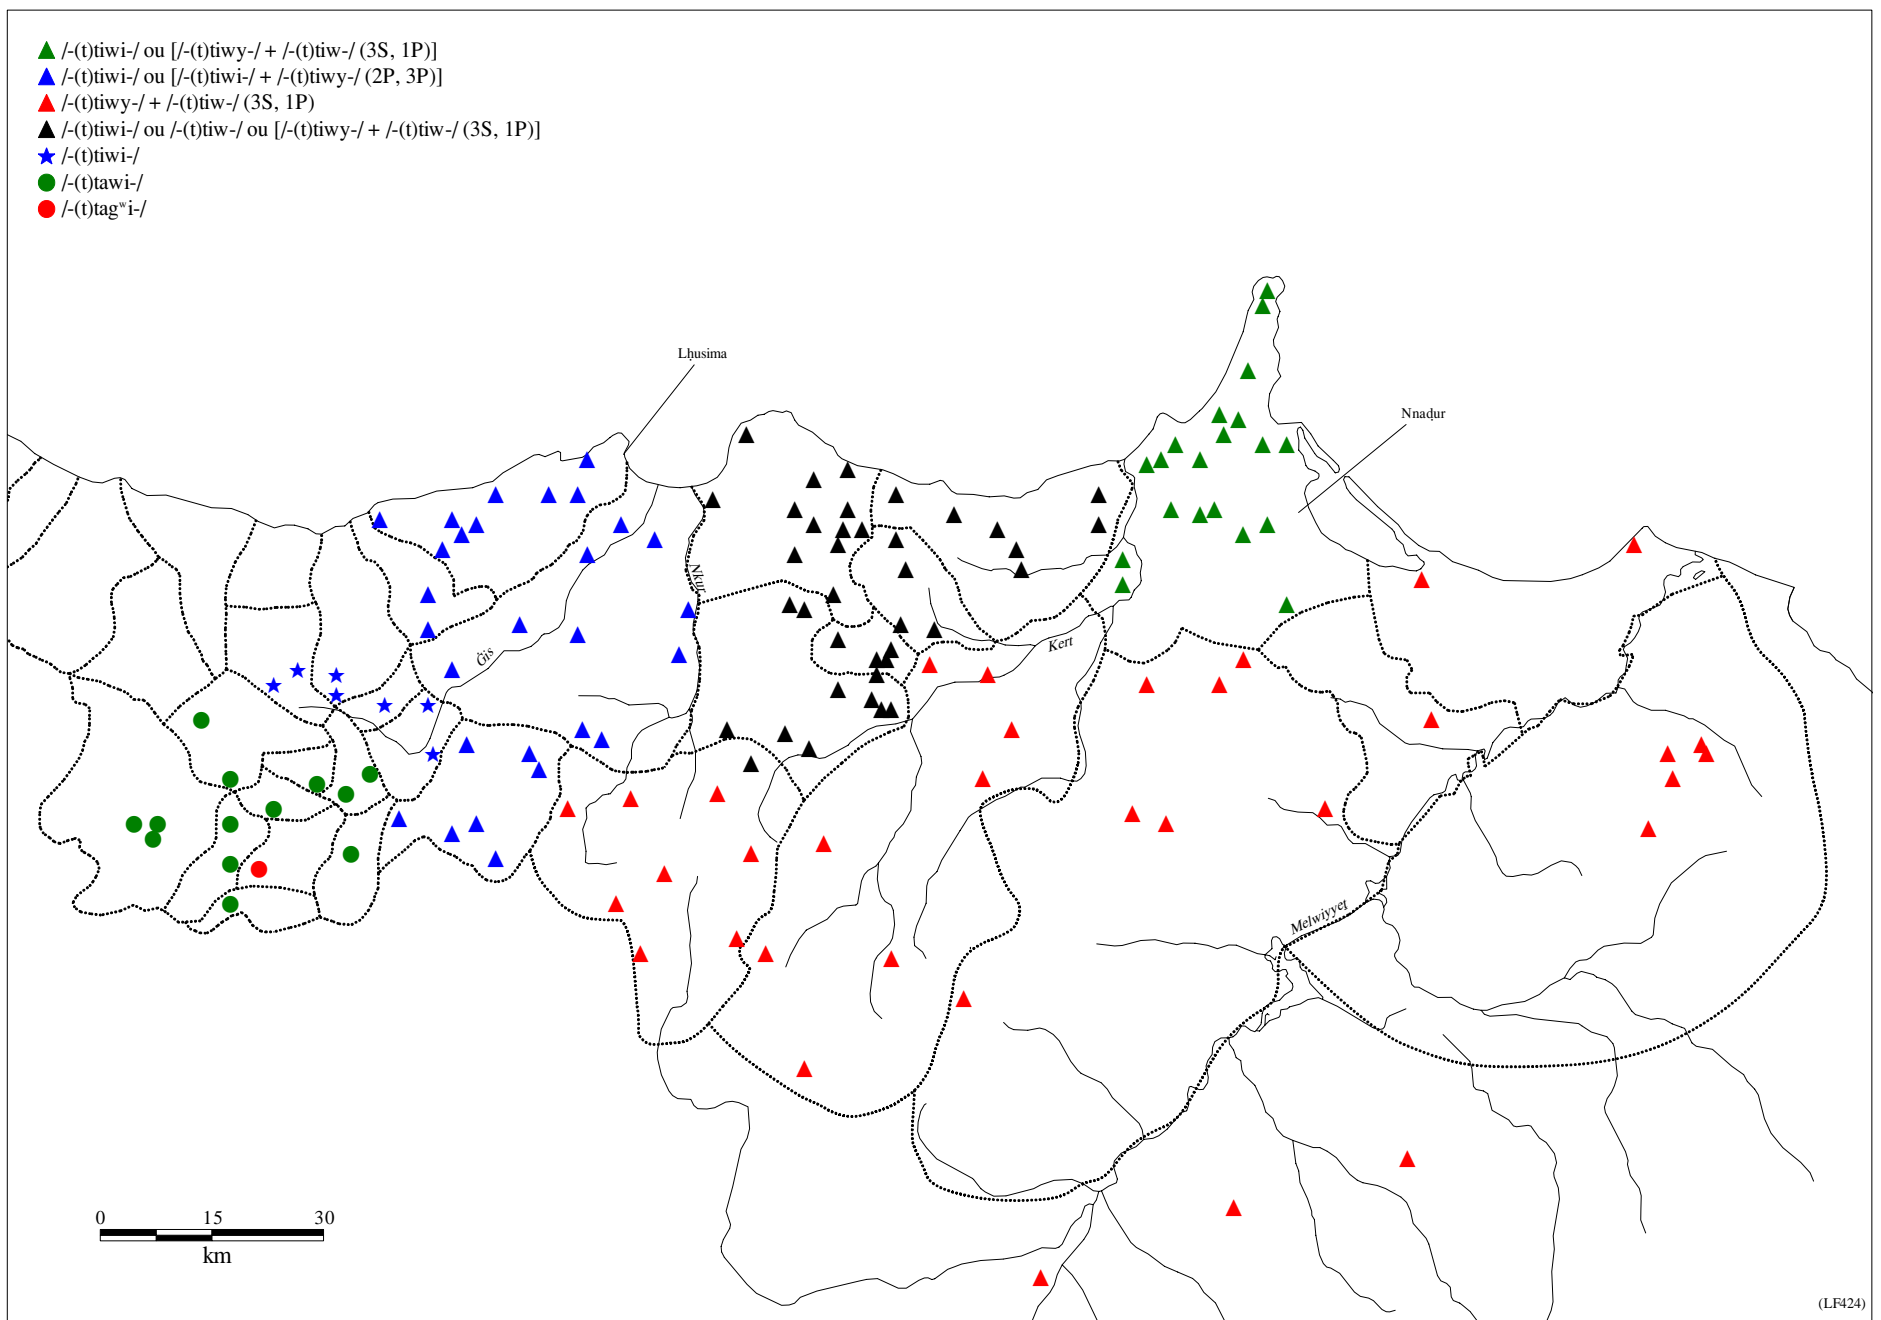 /-(t)tiwi-/ ou [/-(t)tiwy-/ + /-(t)tiw-/ (3S, 1P)]
/-(t)tiwi-/ ou [/-(t)tiwi-/ + /-(t)tiwy-/ (2P, 3P)]
/-(t)tiwy-/ + /-(t)tiw-/ (3S, 1P)
/-(t)tiwi-/ ou /-(t)tiw-/ ou [/-(t)tiwy-/ + /-(t)tiw-/ (3S, 1P)]
/-(t)tiwi-/
/-(t)tawi-/
/-(t)tagʷi-/
Lḥusima
Nnaḍur
Nkur
Kert
Ġis
Melwiyyeṯ
0 15 30
km
(LF424)